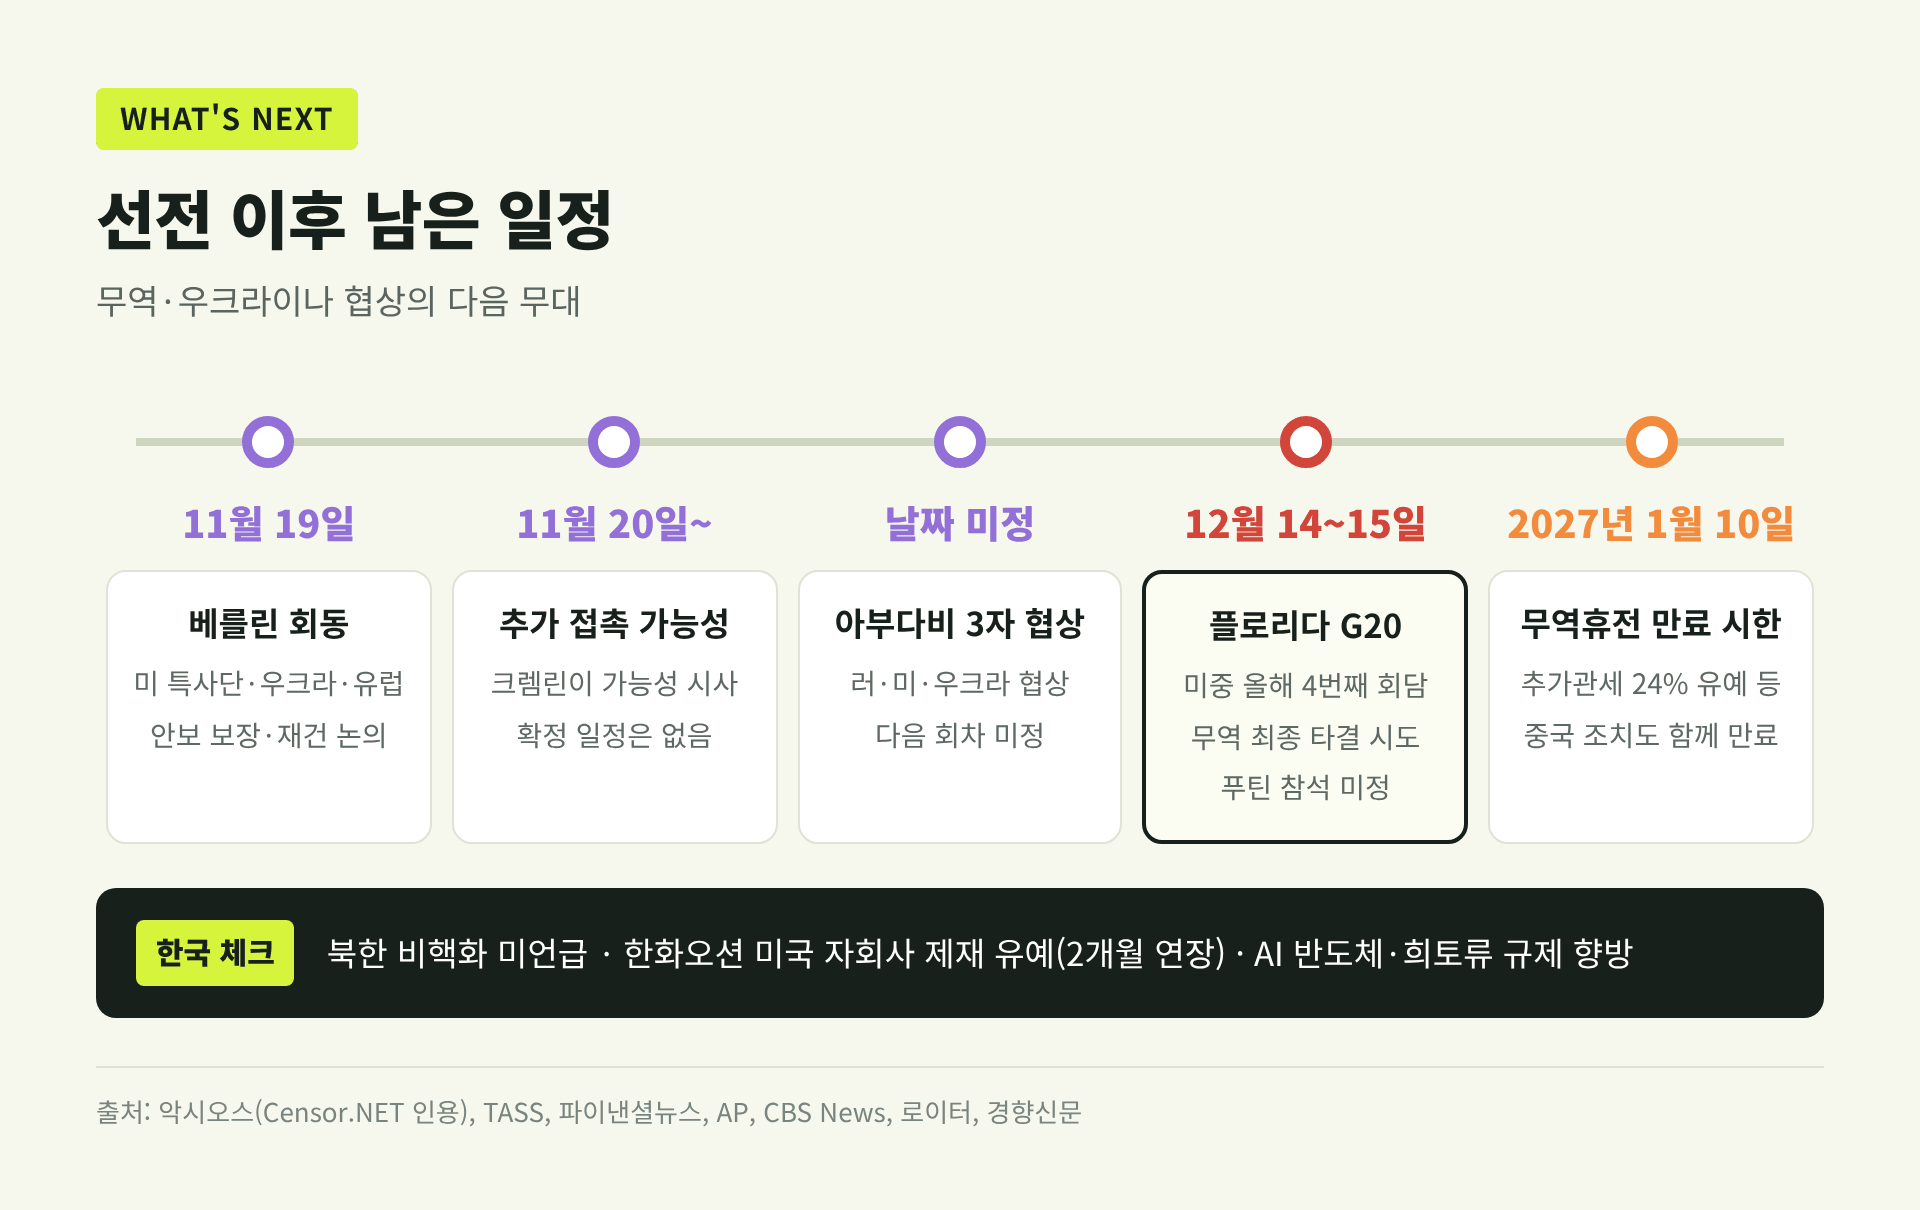 WHAT'S NEXT
선전 이후 남은 일정
무역·우크라이나 협상의 다음 무대
11월 19일
베를린 회동
미 특사단·우크라·유럽
안보 보장·재건 논의
11월 20일~
추가 접촉 가능성
크렘린이 가능성 시사
확정 일정은 없음
날짜 미정
아부다비 3자 협상
러·미·우크라 협상
다음 회차 미정
12월 14~15일
플로리다 G20
미중 올해 4번째 회담
무역 최종 타결 시도
푸틴 참석 미정
2027년 1월 10일
무역휴전 만료 시한
추가관세 24% 유예 등
중국 조치도 함께 만료
한국 체크
북한 비핵화 미언급 · 한화오션 미국 자회사 제재 유예(2개월 연장) · AI 반도체·희토류 규제 향방
출처: 악시오스(Censor.NET 인용), TASS, 파이낸셜뉴스, AP, CBS News, 로이터, 경향신문